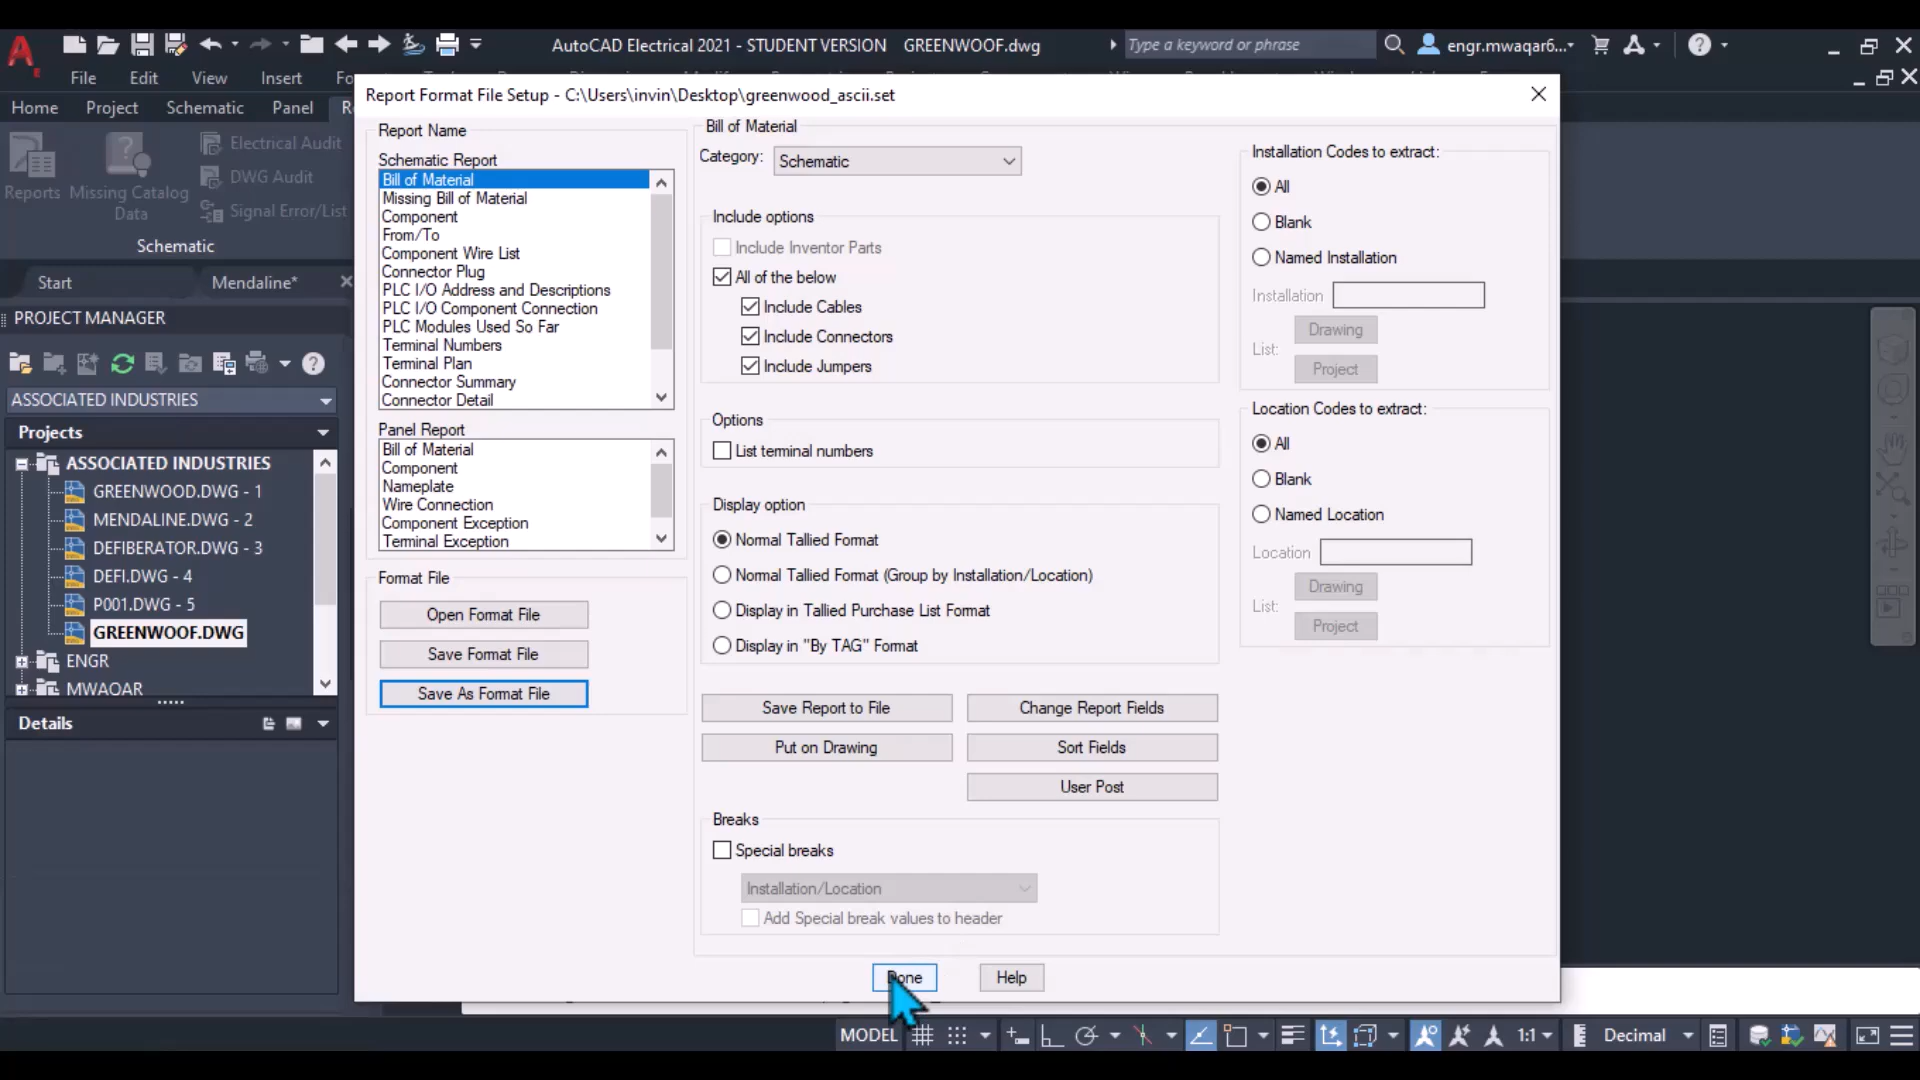 AutoCAD Electrical 2021 - STUDENT VERSION GREENWOOF.dwg
Type a keyword or phrase
engr.mwaqar6...
File Edit View Insert
Home Project Schematic Panel
Report Format File Setup - C:\Users\invin\Desktop\greenwood_ascii.set
Reports
Missing Catalog Data
Electrical Audit
DWG Audit
Signal Error/List
Schematic
Start
Mendaline*
PROJECT MANAGER
ASSOCIATED INDUSTRIES
Projects
ASSOCIATED INDUSTRIES
GREENWOOD.DWG - 1
MENDALINE.DWG - 2
DEFIBERATOR.DWG - 3
DEFI.DWG - 4
P001.DWG - 5
GREENWOOF.DWG
ENGR
MWAQAR
Details
Report Name
Schematic Report
Bill of Material
Missing Bill of Material
Component
From/To
Component Wire List
Connector Plug
PLC I/O Address and Descriptions
PLC I/O Component Connection
PLC Modules Used So Far
Terminal Numbers
Terminal Plan
Connector Summary
Connector Detail
Panel Report
Bill of Material
Component
Nameplate
Wire Connection
Component Exception
Terminal Exception
Format File
Open Format File
Save Format File
Save As Format File
Bill of Material
Category: Schematic
Include options
Include Inventor Parts
All of the below
Include Cables
Include Connectors
Include Jumpers
Options
List terminal numbers
Display option
Normal Tallied Format
Normal Tallied Format (Group by Installation/Location)
Display in Tallied Purchase List Format
Display in "By TAG" Format
Save Report to File
Change Report Fields
Put on Drawing
Sort Fields
User Post
Breaks
Special breaks
Installation/Location
Add Special break values to header
Done
Help
Installation Codes to extract:
All
Blank
Named Installation
Installation
List:
Drawing
Project
Location Codes to extract:
All
Blank
Named Location
Location
List:
Drawing
Project
MODEL
1:1
Decimal